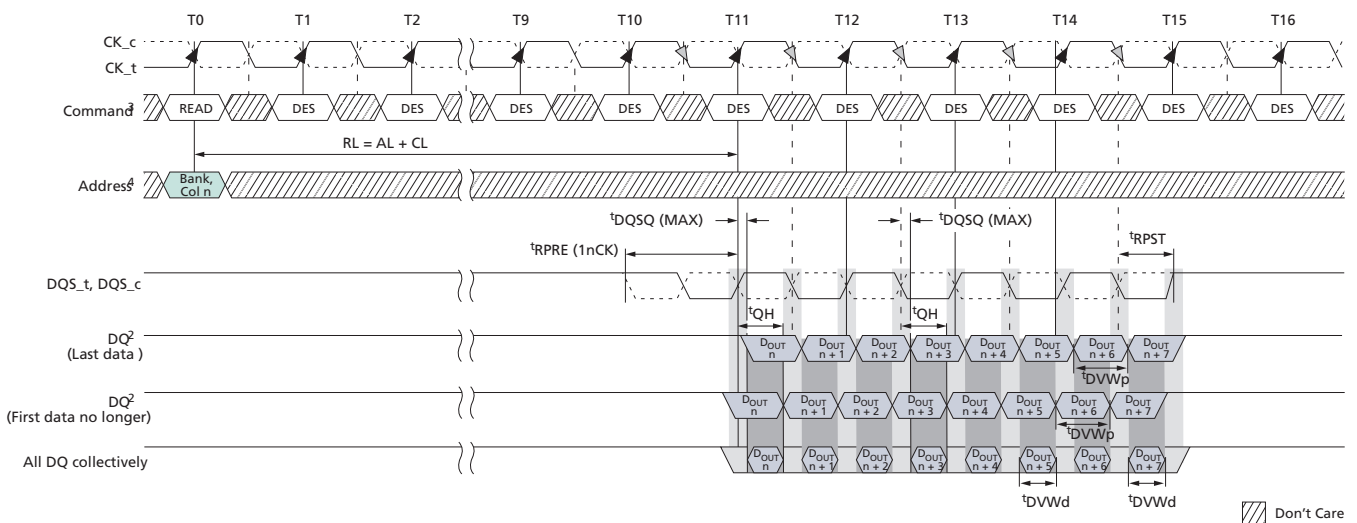 T0 T1 T2 T9 T10 T11 T12 T13 T14 T15 T16
CK_c
CK_t
Command3 READ DES DES DES DES DES DES DES DES DES DES
RL = AL + CL
Address4 Bank,
Col n
tDQSQ (MAX) tDQSQ (MAX)
tRPRE (1nCK) tRPST
DQS_t, DQS_c
tQH tQH
DQ2
(Last data )
DOUT n DOUT n + 1 DOUT n + 2 DOUT n + 3 DOUT n + 4 DOUT n + 5 DOUT n + 6 DOUT n + 7
tDVWp
DQ2
(First data no longer)
DOUT n DOUT n + 1 DOUT n + 2 DOUT n + 3 DOUT n + 4 DOUT n + 5 DOUT n + 6 DOUT n + 7
tDVWp
All DQ collectively
DOUT n DOUT n + 1 DOUT n + 2 DOUT n + 3 DOUT n + 4 DOUT n + 5 DOUT n + 6 DOUT n + 7
tDVWd tDVWd
Don't Care